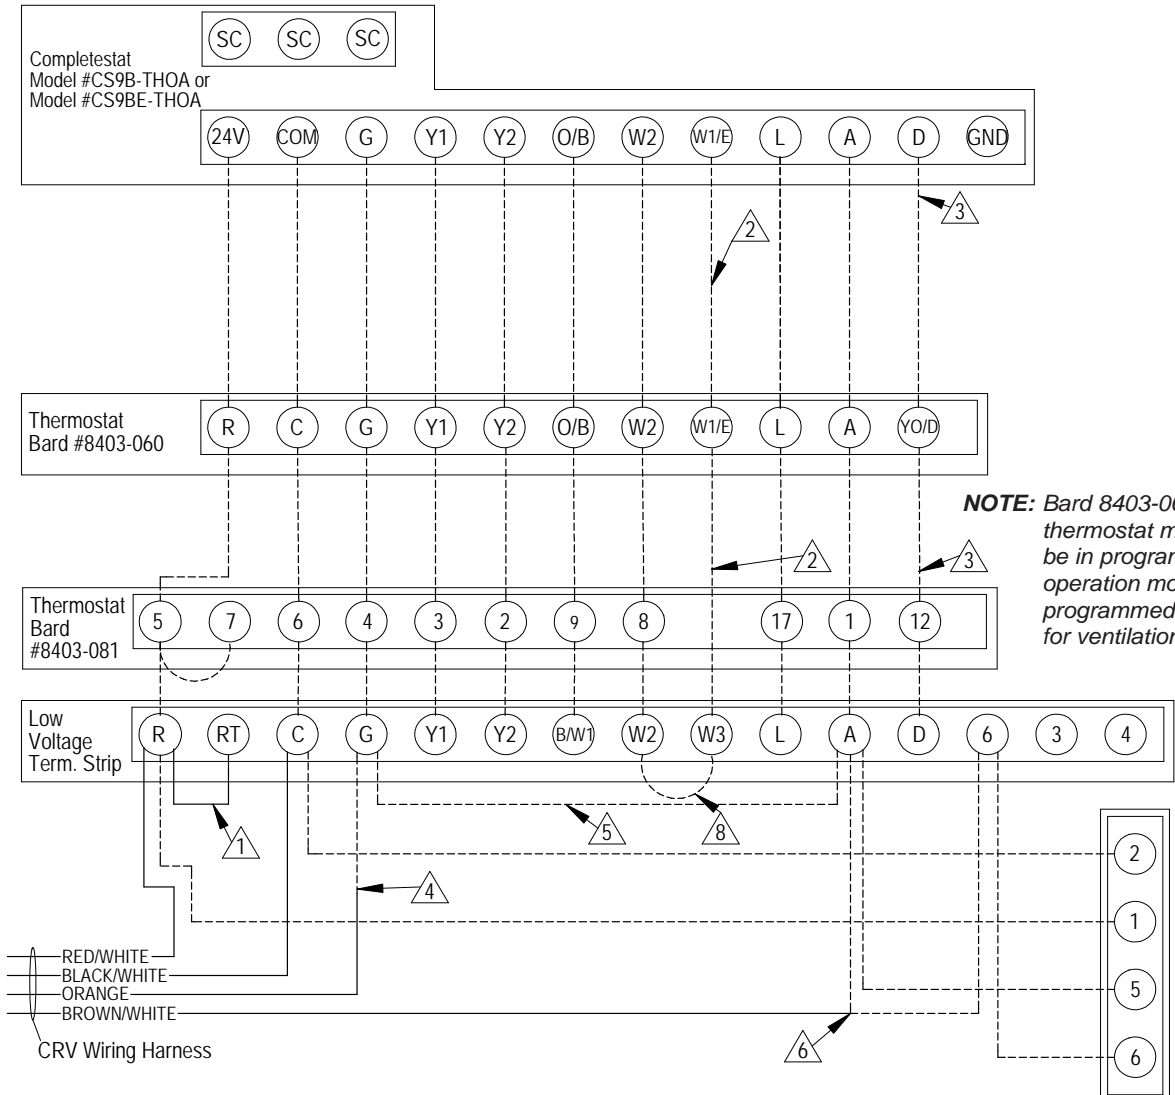 SC SC SC
Completestat
Model #CS9B-THOA or
Model #CS9BE-THOA
24V COM G Y1 Y2 O/B W2 W1/E L A D GND
3
2
Thermostat
Bard #8403-060
R C G Y1 Y2 O/B W2 W1/E L A YO/D
NOTE: Bard 8403-0
thermostat m
be in program
operation mo
programmed
for ventilation
2
3
Thermostat
Bard
#8403-081
5 7 6 4 3 2 9 8 17 1 12
Low
Voltage
Term. Strip
R RT C G Y1 Y2 B/W1 W2 W3 L A D 6 3 4
1
5
8
2
4
1
RED/WHITE
BLACK/WHITE
ORANGE
BROWN/WHITE
5
6
CRV Wiring Harness
6